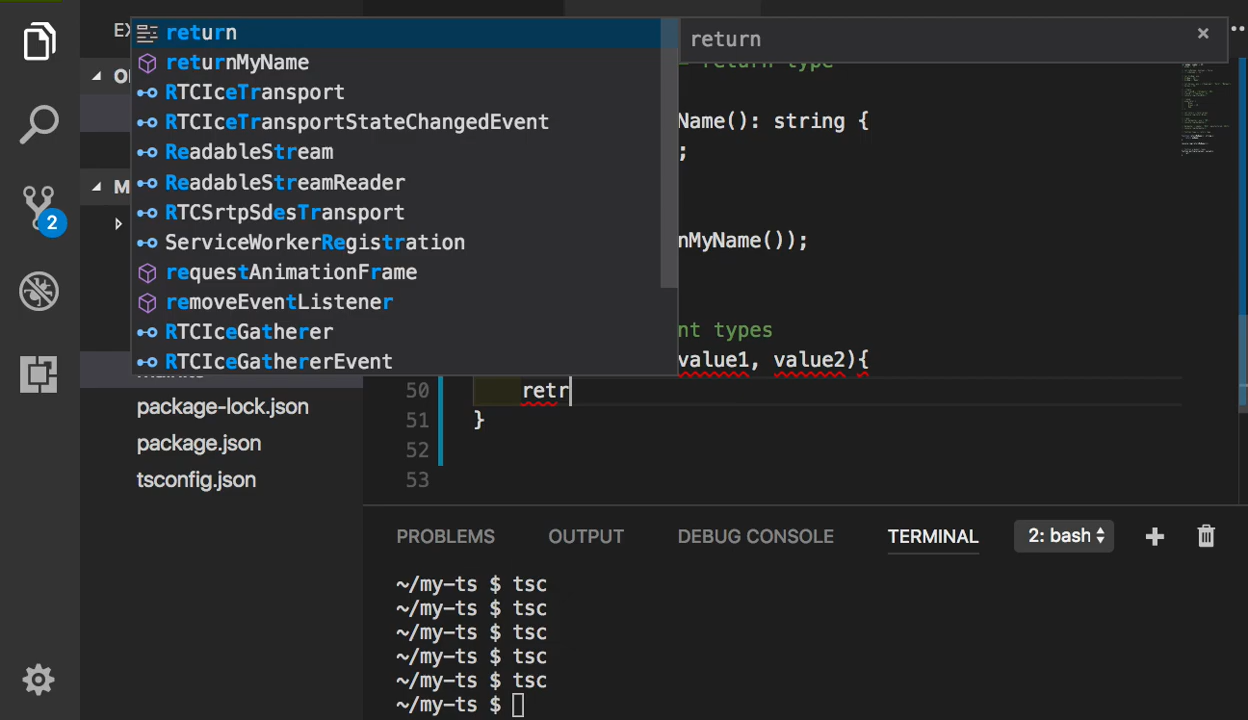 EX
return
return
returnMyName
RTCIceTransport
RTCIceTransportStateChangedEvent
ReadableStream
ReadableStreamReader
RTCSrtpSdesTransport
ServiceWorkerRegistration
requestAnimationFrame
removeEventListener
RTCIceGatherer
RTCIceGathererEvent
M
2
return type
Name(): string {
;
nMyName());
nt types
value1, value2){
50 retr
51 }
52
53
package-lock.json
package.json
tsconfig.json
PROBLEMS OUTPUT DEBUG CONSOLE TERMINAL 2: bash
~/my-ts $ tsc
~/my-ts $ tsc
~/my-ts $ tsc
~/my-ts $ tsc
~/my-ts $ tsc
~/my-ts $